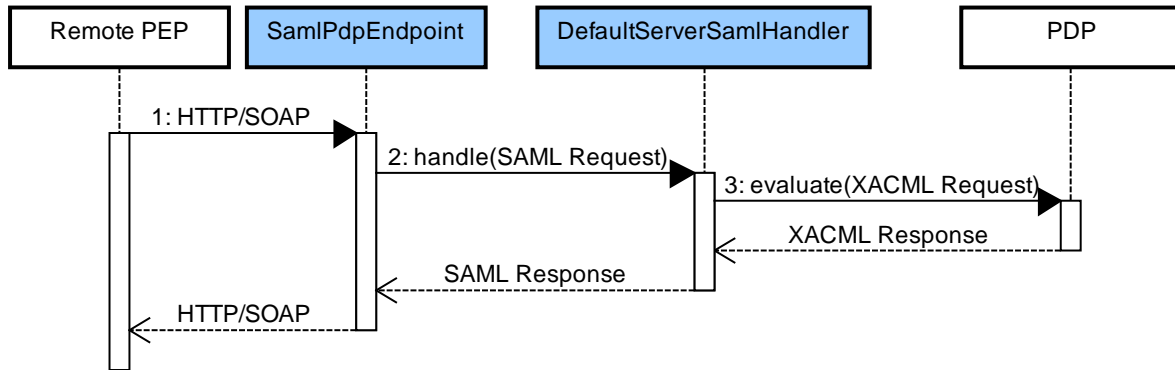 Remote PEP
SamlPdpEndpoint
DefaultServerSamlHandler
PDP
1: HTTP/SOAP
2: handle(SAML Request)
3: evaluate(XACML Request)
XACML Response
SAML Response
HTTP/SOAP